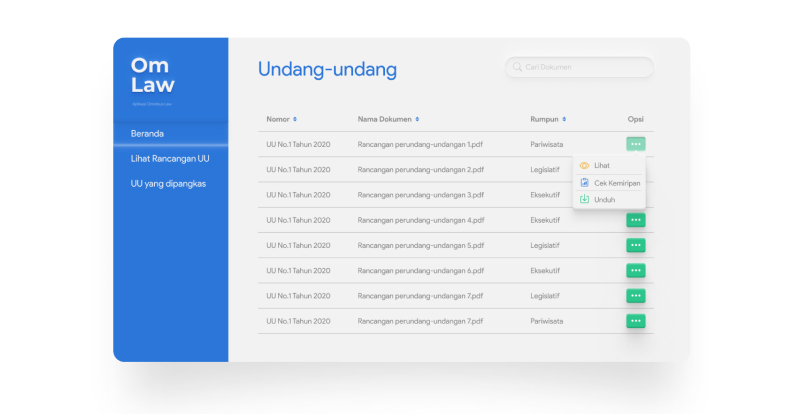 Om
Law
Aplikasi Omnibus Law
Beranda
Lihat Rancangan UU
UU yang dipangkas
Undang-undang
Cari Dokumen
Nomor Nama Dokumen Rumpun Opsi
UU No.1 Tahun 2020 Rancangan perundang-undangan 1.pdf Pariwisata
UU No.1 Tahun 2020 Rancangan perundang-undangan 2.pdf Legislatif
UU No.1 Tahun 2020 Rancangan perundang-undangan 3.pdf Eksekutif
UU No.1 Tahun 2020 Rancangan perundang-undangan 4.pdf Eksekutif
UU No.1 Tahun 2020 Rancangan perundang-undangan 5.pdf Legislatif
UU No.1 Tahun 2020 Rancangan perundang-undangan 6.pdf Eksekutif
UU No.1 Tahun 2020 Rancangan perundang-undangan 7.pdf Legislatif
UU No.1 Tahun 2020 Rancangan perundang-undangan 7.pdf Pariwisata
Lihat
Cek Kemiripan
Unduh